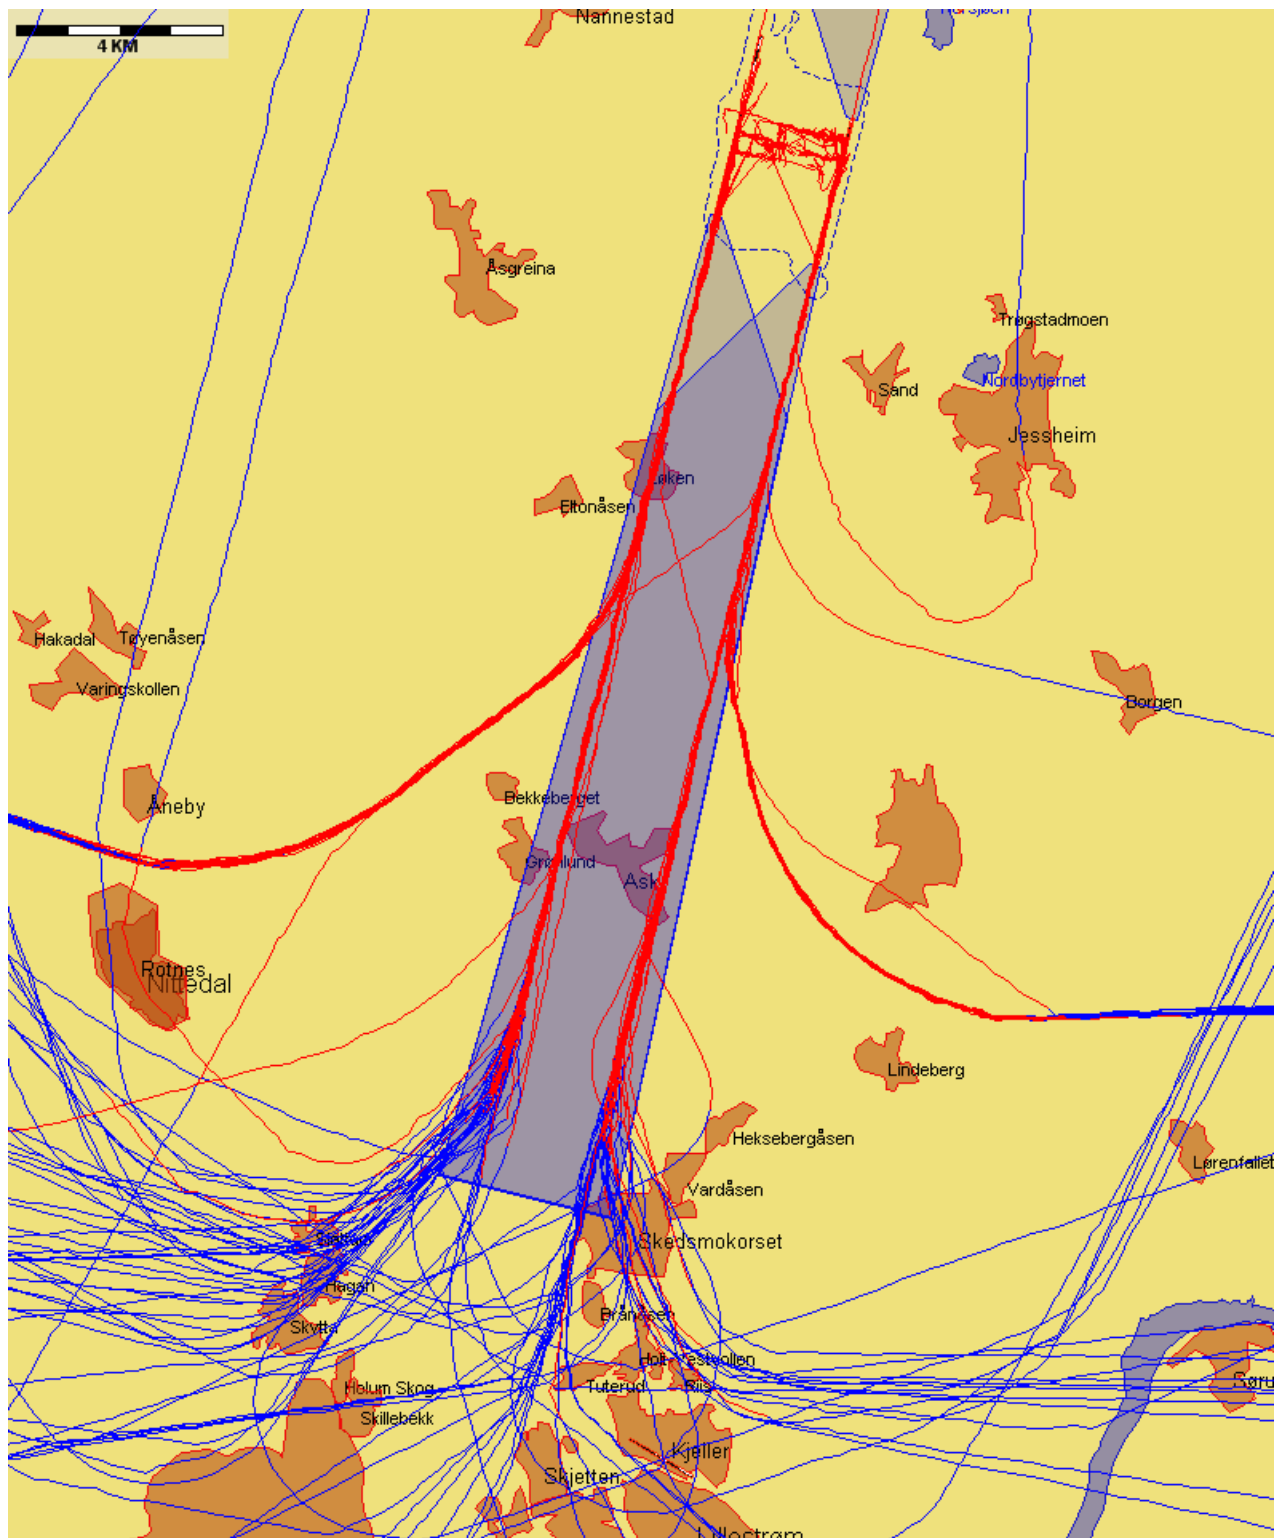 Nannestad
4 KM
Åsgreina
Trøgstadmoen
Nordbytjernet
Sand
Jessheim
Løken
Eltonåsen
Hakadal
Tøyenåsen
Varingskollen
Borgen
Åneby
Bekkeberget
Grønlund
Ask
Rotnes
Nittedal
Lindeberg
Heksebergåsen
Lørenfallet
Vardåsen
Skedsmokorset
Hagan
Brånåsen
Skytta
Holt-Vestvollen
Tuterud
Riis
Holum Skog
Skillebekk
Kjeller
Skjetten
Lillestrøm